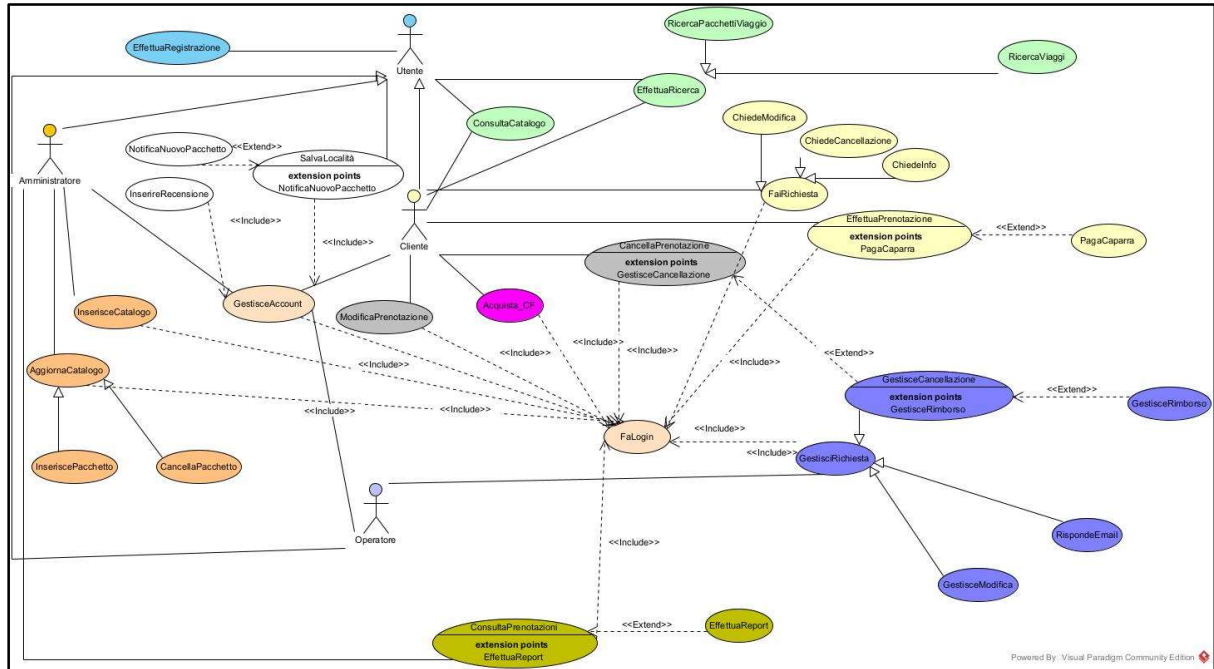 RicercaPacchettiViaggio
EffettuaRegistrazione
Utente
RicercaViaggi
EffettuaRicerca
ConsultaCatalogo
ChiedeModifica
ChiedeCancellazione
ChiedeInfo
NotificaNuovoPacchetto
<<Extend>>
SalvaLocalità
extension points
NotificaNuovoPacchetto
Amministratore
InserireRecensione
FaiRichiesta
<<Include>>
<<Include>>
Cliente
EffettuaPrenotazione
extension points
PagaCaparra
<<Extend>>
PagaCaparra
CancellaPrenotazione
extension points
GestisceCancellazione
<<Include>>
GestisceAccount
ModificaPrenotazione
Acquista_CF
InserisceCatalogo
<<Include>>
<<Include>>
<<Include>>
<<Include>>
<<Include>>
<<Include>>
<<Extend>>
<<Include>>
AggiornaCatalogo
GestisceCancellazione
extension points
GestisceRimborso
<<Extend>>
GestisceRimborso
<<Include>>
<<Include>>
FaLogin
<<Include>>
<<Include>>
GestisciRichiesta
InseriscePacchetto
CancellaPacchetto
Operatore
<<Include>>
RispondeEmail
GestisceModifica
ConsultaPrenotazioni
extension points
EffettuaReport
<<Extend>>
EffettuaReport
Powered By Visual Paradigm Community Edition